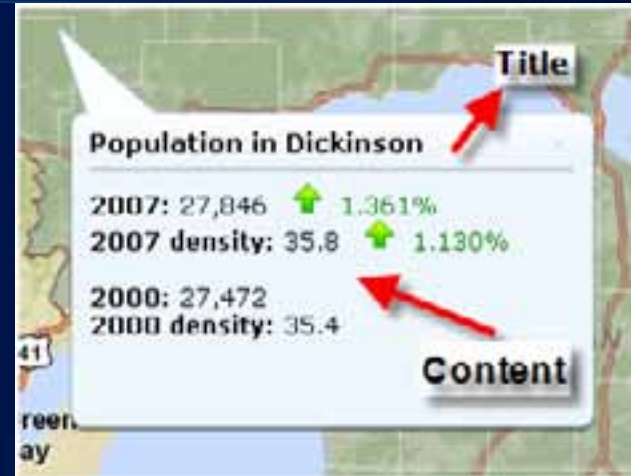 Title
Population in Dickinson
2007: 27,846 1.361%
2007 density: 35.8 1.130%
2000: 27,472
2000 density: 35.4
Content
41
reen
ay